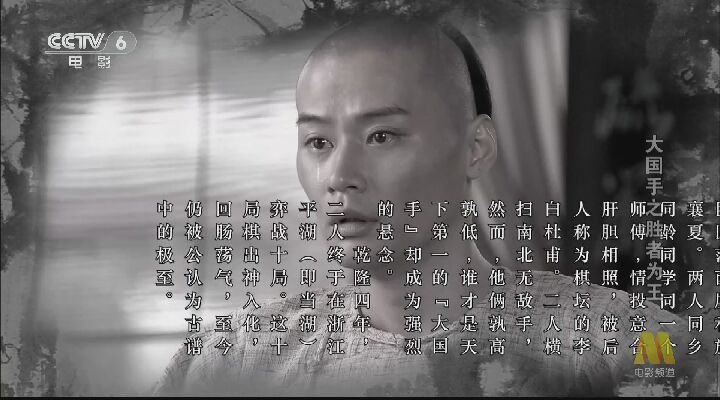 CCTV 6
电影
大国手之胜者为王
襄夏。两人同乡
同龄同学同一个
师傅，情投意合
肝胆相照，被后
人称为棋坛的李
白杜甫。二人横
扫南北无敌手，
然而，他俩孰高
孰低，谁才是天
下第一的『大国
手』却成为强烈
的悬念。
乾隆四年，
二人终于在浙江
平湖（即当湖）
弈战十局。这十
局棋出神入化，
回肠荡气，至今
仍被公认为古谱
中的极至。
电影频道